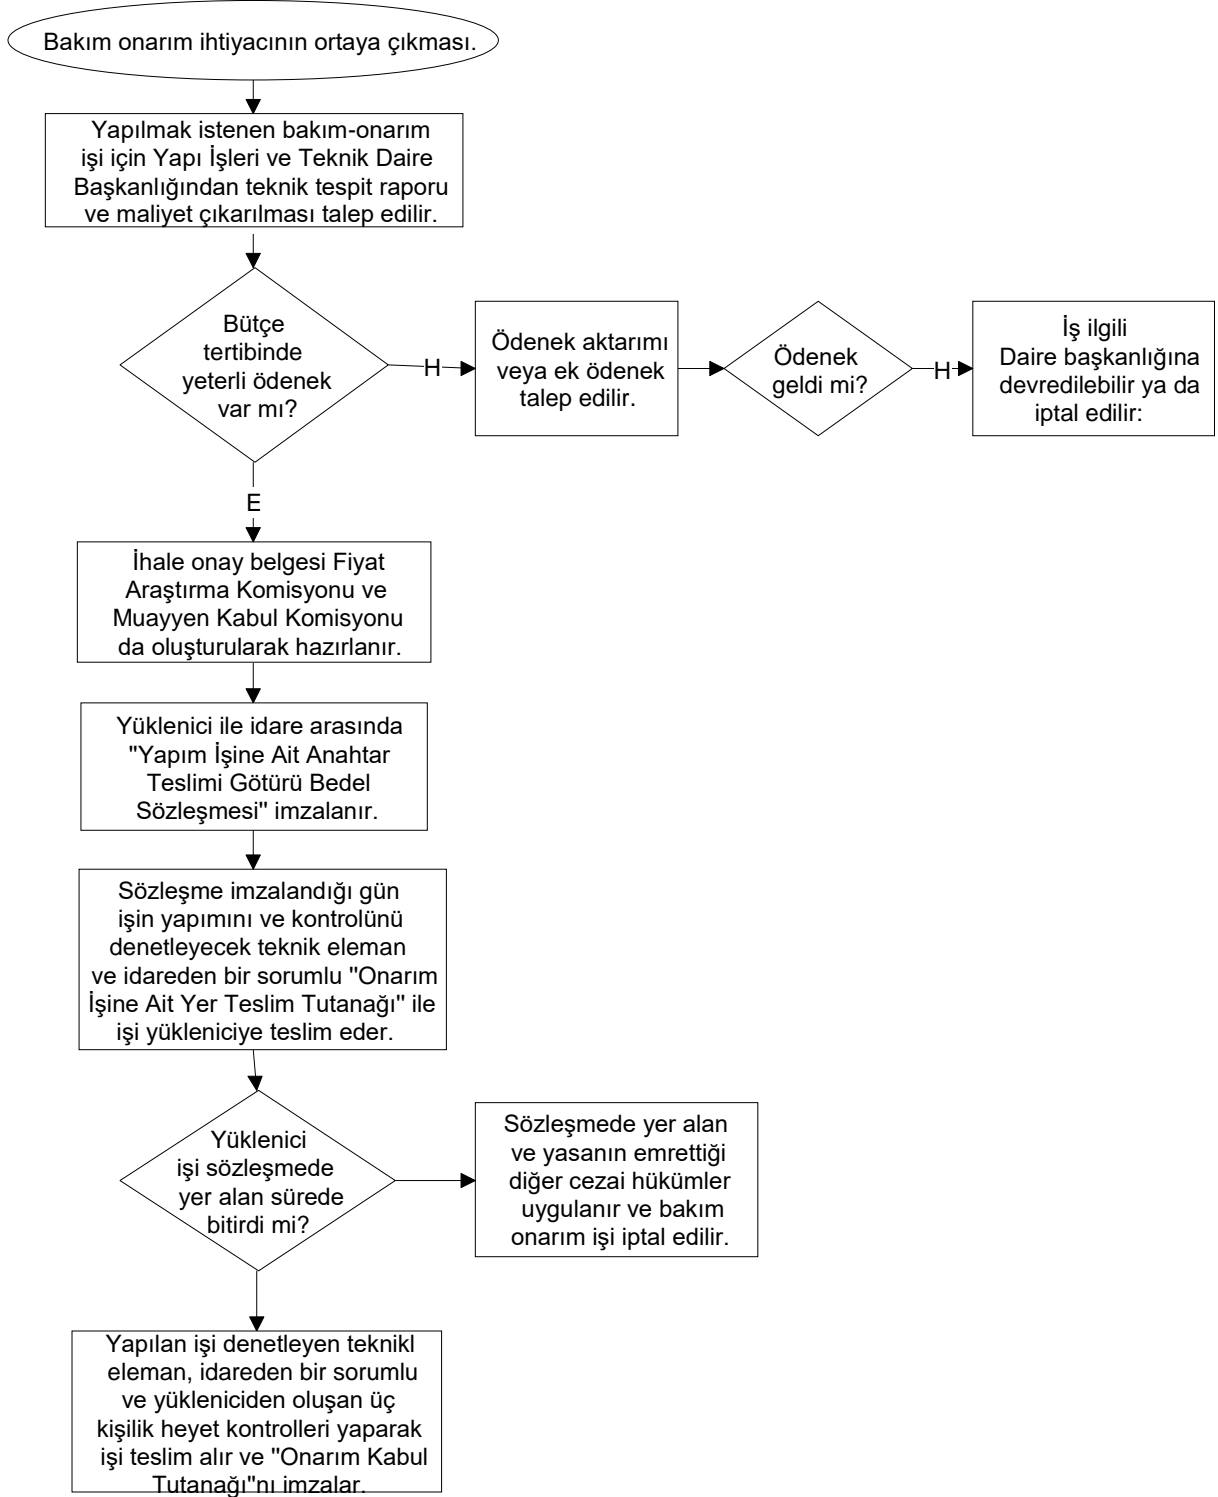 Bakım onarım ihtiyacının ortaya çıkması.
Yapılmak istenen bakım-onarım
işi için Yapı İşleri ve Teknik Daire
Başkanlığından teknik tespit raporu
ve maliyet çıkarılması talep edilir.
Bütçe
tertibinde
yeterli ödenek
var mı?
H
Ödenek aktarımı
veya ek ödenek
talep edilir.
Ödenek
geldi mi?
H
İş ilgili
Daire başkanlığına
devredilebilir ya da
iptal edilir:
E
İhale onay belgesi Fiyat
Araştırma Komisyonu ve
Muayyen Kabul Komisyonu
da oluşturularak hazırlanır.
Yüklenici ile idare arasında
"Yapım İşine Ait Anahtar
Teslimi Götürü Bedel
Sözleşmesi" imzalanır.
Sözleşme imzalandığı gün
işin yapımını ve kontrolünü
denetleyecek teknik eleman
ve idareden bir sorumlu "Onarım
İşine Ait Yer Teslim Tutanağı" ile
işi yükleniciye teslim eder.
Yüklenici
işi sözleşmede
yer alan sürede
bitirdi mi?
Sözleşmede yer alan
ve yasanın emrettiği
diğer cezai hükümler
uygulanır ve bakım
onarım işi iptal edilir.
Yapılan işi denetleyen teknikl
eleman, idareden bir sorumlu
ve yükleniciden oluşan üç
kişilik heyet kontrolleri yaparak
işi teslim alır ve "Onarım Kabul
Tutanağı"nı imzalar.